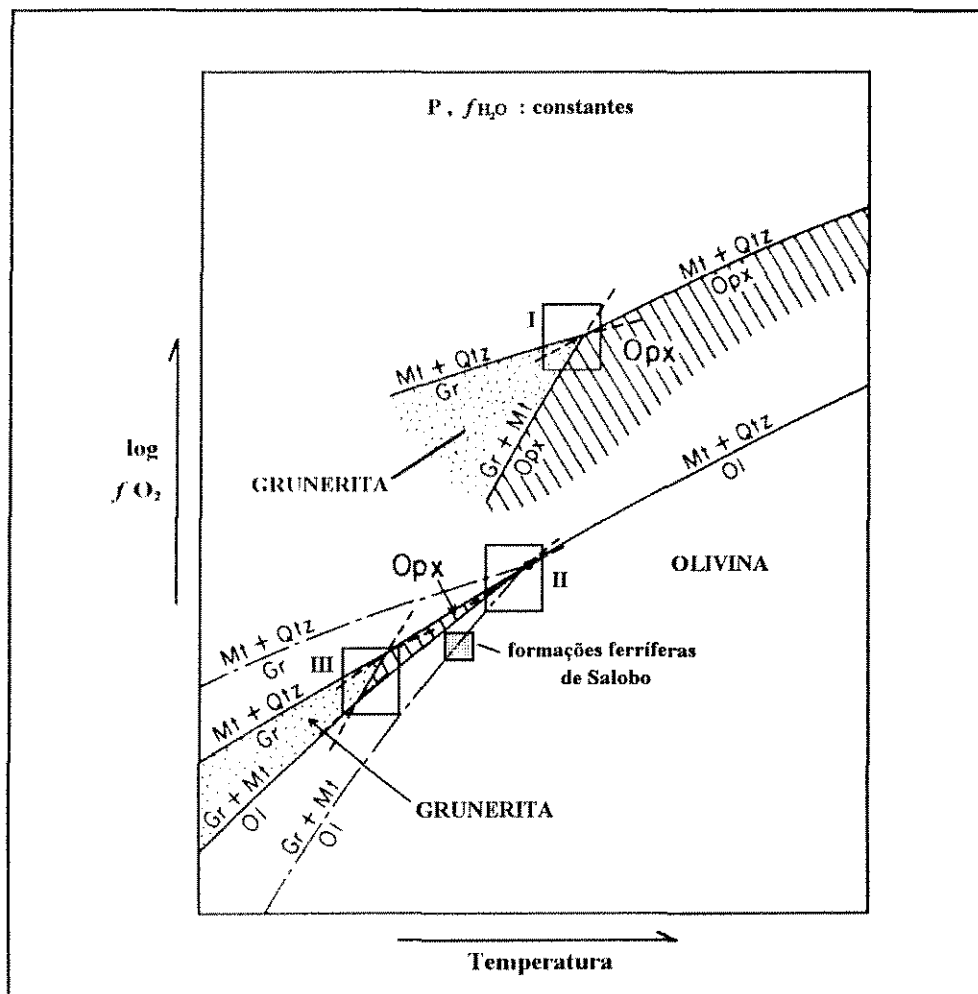 P , fH₂O : constantes
Mt + Qtz
Opx
I
Opx
Mt + Qtz
Gr
Gr + Mt
Opx
log
f O₂
GRUNERITA
Mt + Qtz
Ol
Opx
II
OLIVINA
Mt + Qtz
Gr
III
formações ferríferas
de Salobo
Mt + Qtz
Gr
Gr + Mt
Ol
GRUNERITA
Gr + Mt
Ol
Temperatura